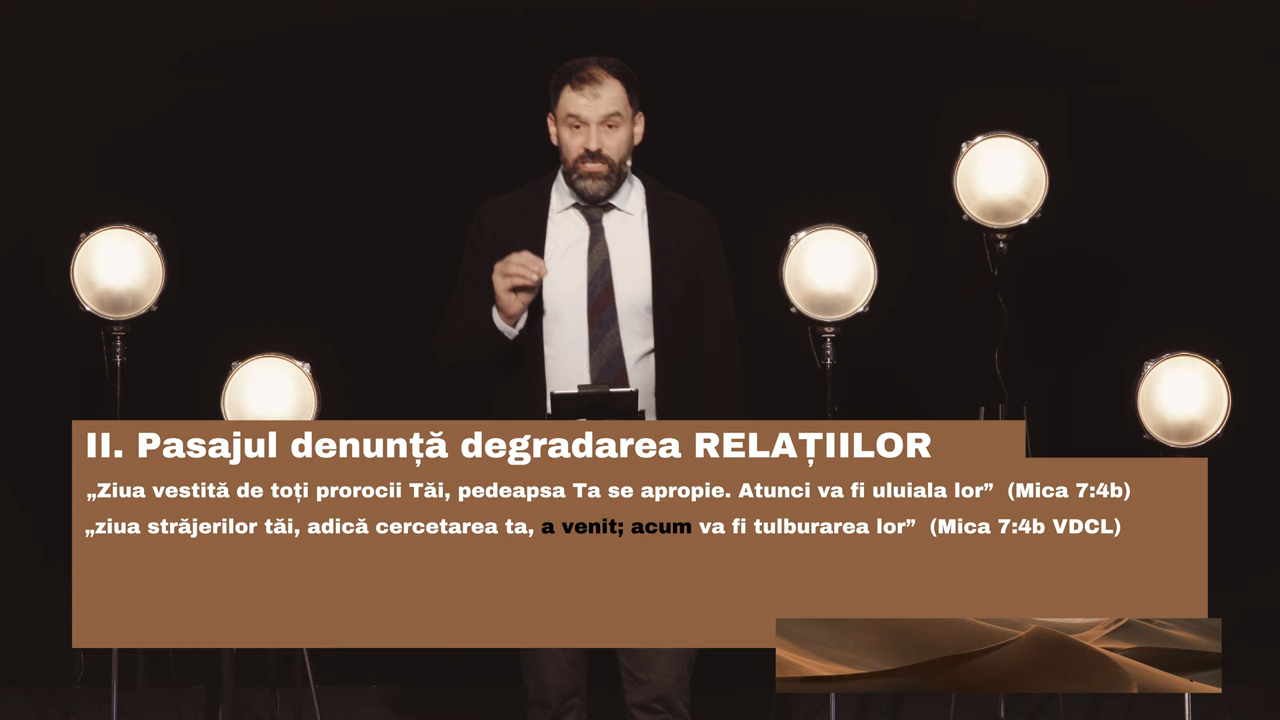 II. Pasajul denunță degradarea RELAȚIILOR
„Ziua vestită de toți prorocii Tăi, pedeapsa Ta se apropie. Atunci va fi uluiala lor” (Mica 7:4b)
„ziua străjerilor tăi, adică cercetarea ta, a venit; acum va fi tulburarea lor” (Mica 7:4b VDCL)